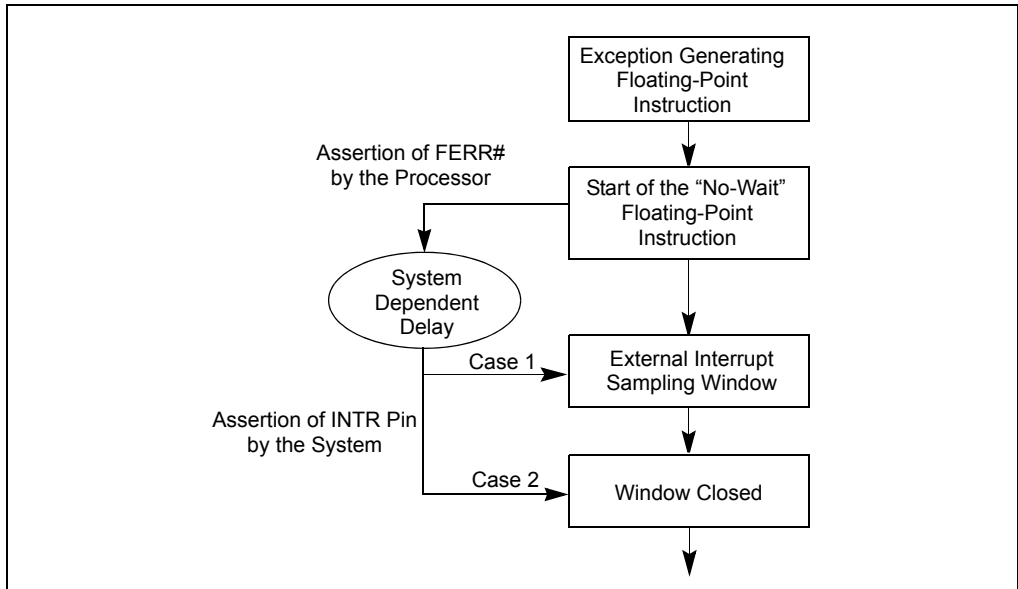 Exception Generating
Floating-Point
Instruction
Assertion of FERR#
by the Processor
Start of the “No-Wait”
Floating-Point
Instruction
System
Dependent
Delay
Case 1
External Interrupt
Sampling Window
Assertion of INTR Pin
by the System
Case 2
Window Closed